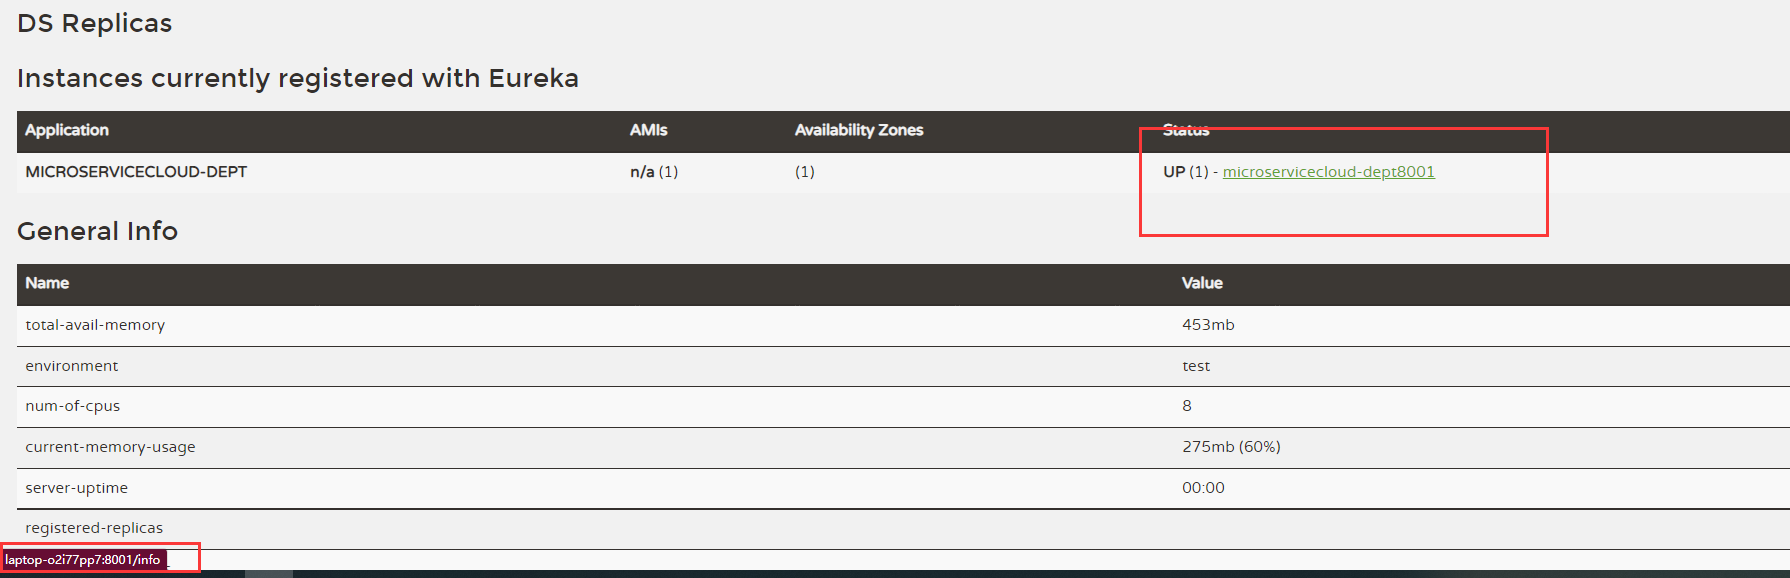 DS Replicas
Instances currently registered with Eureka
Application AMIs Availability Zones Status
MICROSERVICECLOUD-DEPT n/a (1) (1) UP (1) - microservicecloud-dept8001
General Info
Name Value
total-avail-memory 453mb
environment test
num-of-cpus 8
current-memory-usage 275mb (60%)
server-uptime 00:00
registered-replicas
laptop-o2i77pp7:8001/info